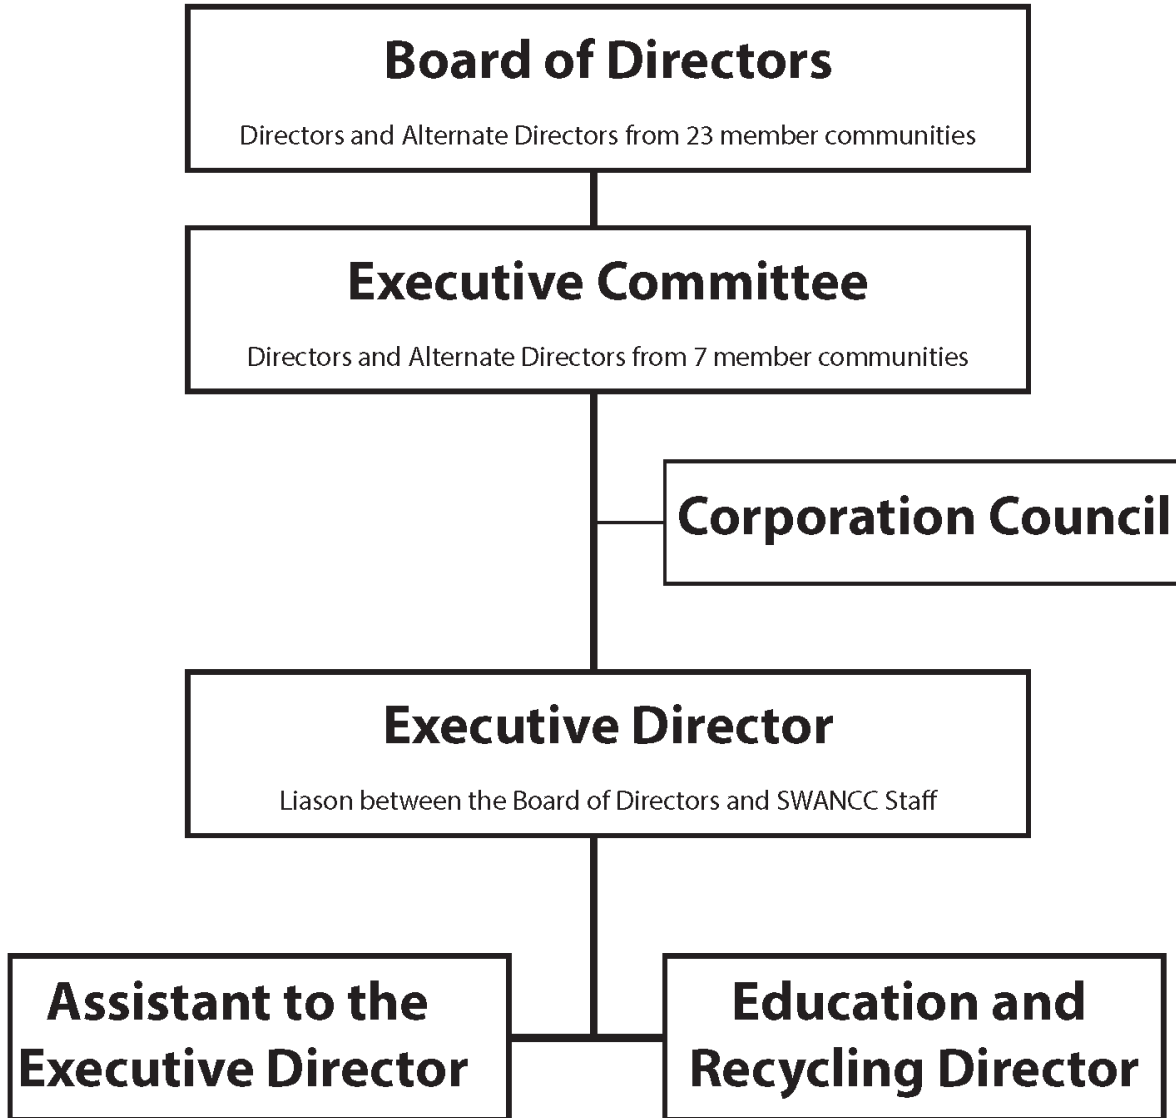 Board of Directors
Directors and Alternate Directors from 23 member communities
Executive Committee
Directors and Alternate Directors from 7 member communities
Corporation Council
Executive Director
Liason between the Board of Directors and SWANCC Staff
Assistant to the
Executive Director
Education and
Recycling Director